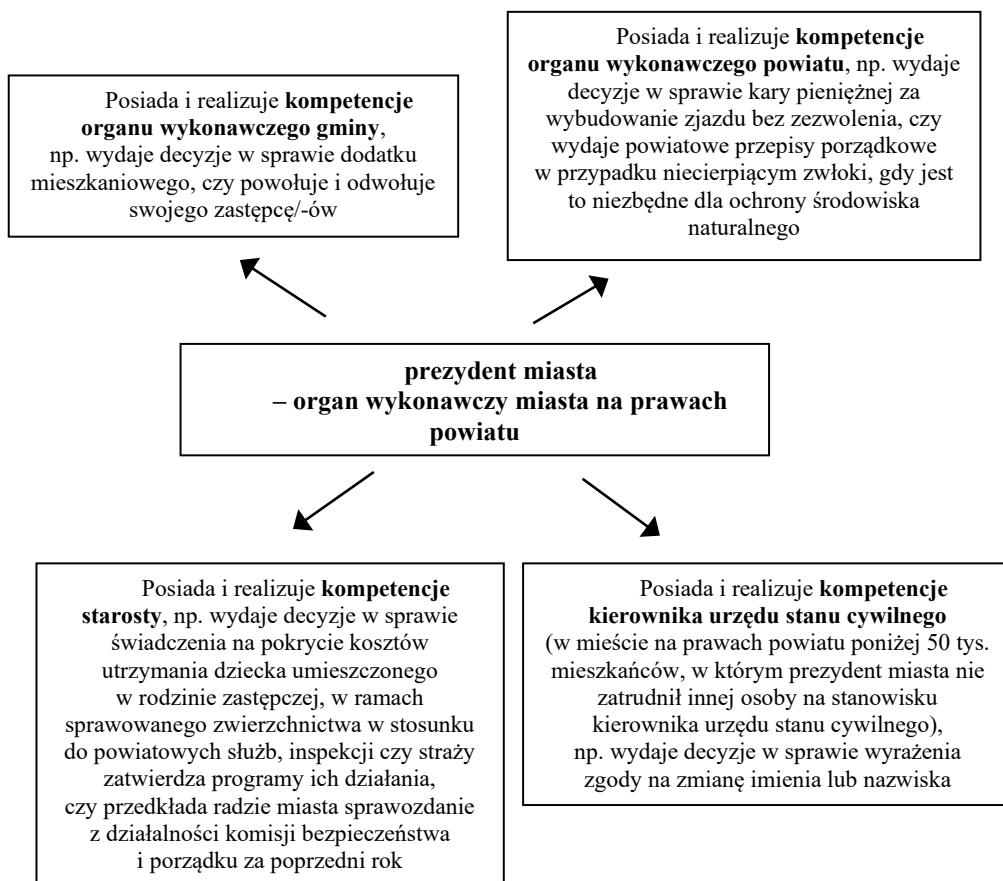 Posiada i realizuje kompetencje
organu wykonawczego gminy,
np. wydaje decyzje w sprawie dodatku
mieszkaniowego, czy powołuje i odwołuje
swojego zastępcę/-ów
Posiada i realizuje kompetencje
organu wykonawczego powiatu, np. wydaje
decyzje w sprawie kary pieniężnej za
wybudowanie zjazdu bez zezwolenia, czy
wydaje powiatowe przepisy porządkowe
w przypadku niecierpiącym zwłoki, gdy jest
to niezbędne dla ochrony środowiska
naturalnego
prezydent miasta
– organ wykonawczy miasta na prawach
powiatu
Posiada i realizuje kompetencje
starosty, np. wydaje decyzje w sprawie
świadczenia na pokrycie kosztów
utrzymania dziecka umieszczonego
w rodzinie zastępczej, w ramach
sprawowanego zwierzchnictwa w stosunku
do powiatowych służb, inspekcji czy straży
zatwierdza programy ich działania,
czy przedkłada radzie miasta sprawozdanie
z działalności komisji bezpieczeństwa
i porządku za poprzedni rok
Posiada i realizuje kompetencje
kierownika urzędu stanu cywilnego
(w mieście na prawach powiatu poniżej 50 tys.
mieszkańców, w którym prezydent miasta nie
zatrudnił innej osoby na stanowisku
kierownika urzędu stanu cywilnego),
np. wydaje decyzje w sprawie wyrażenia
zgody na zmianę imienia lub nazwiska